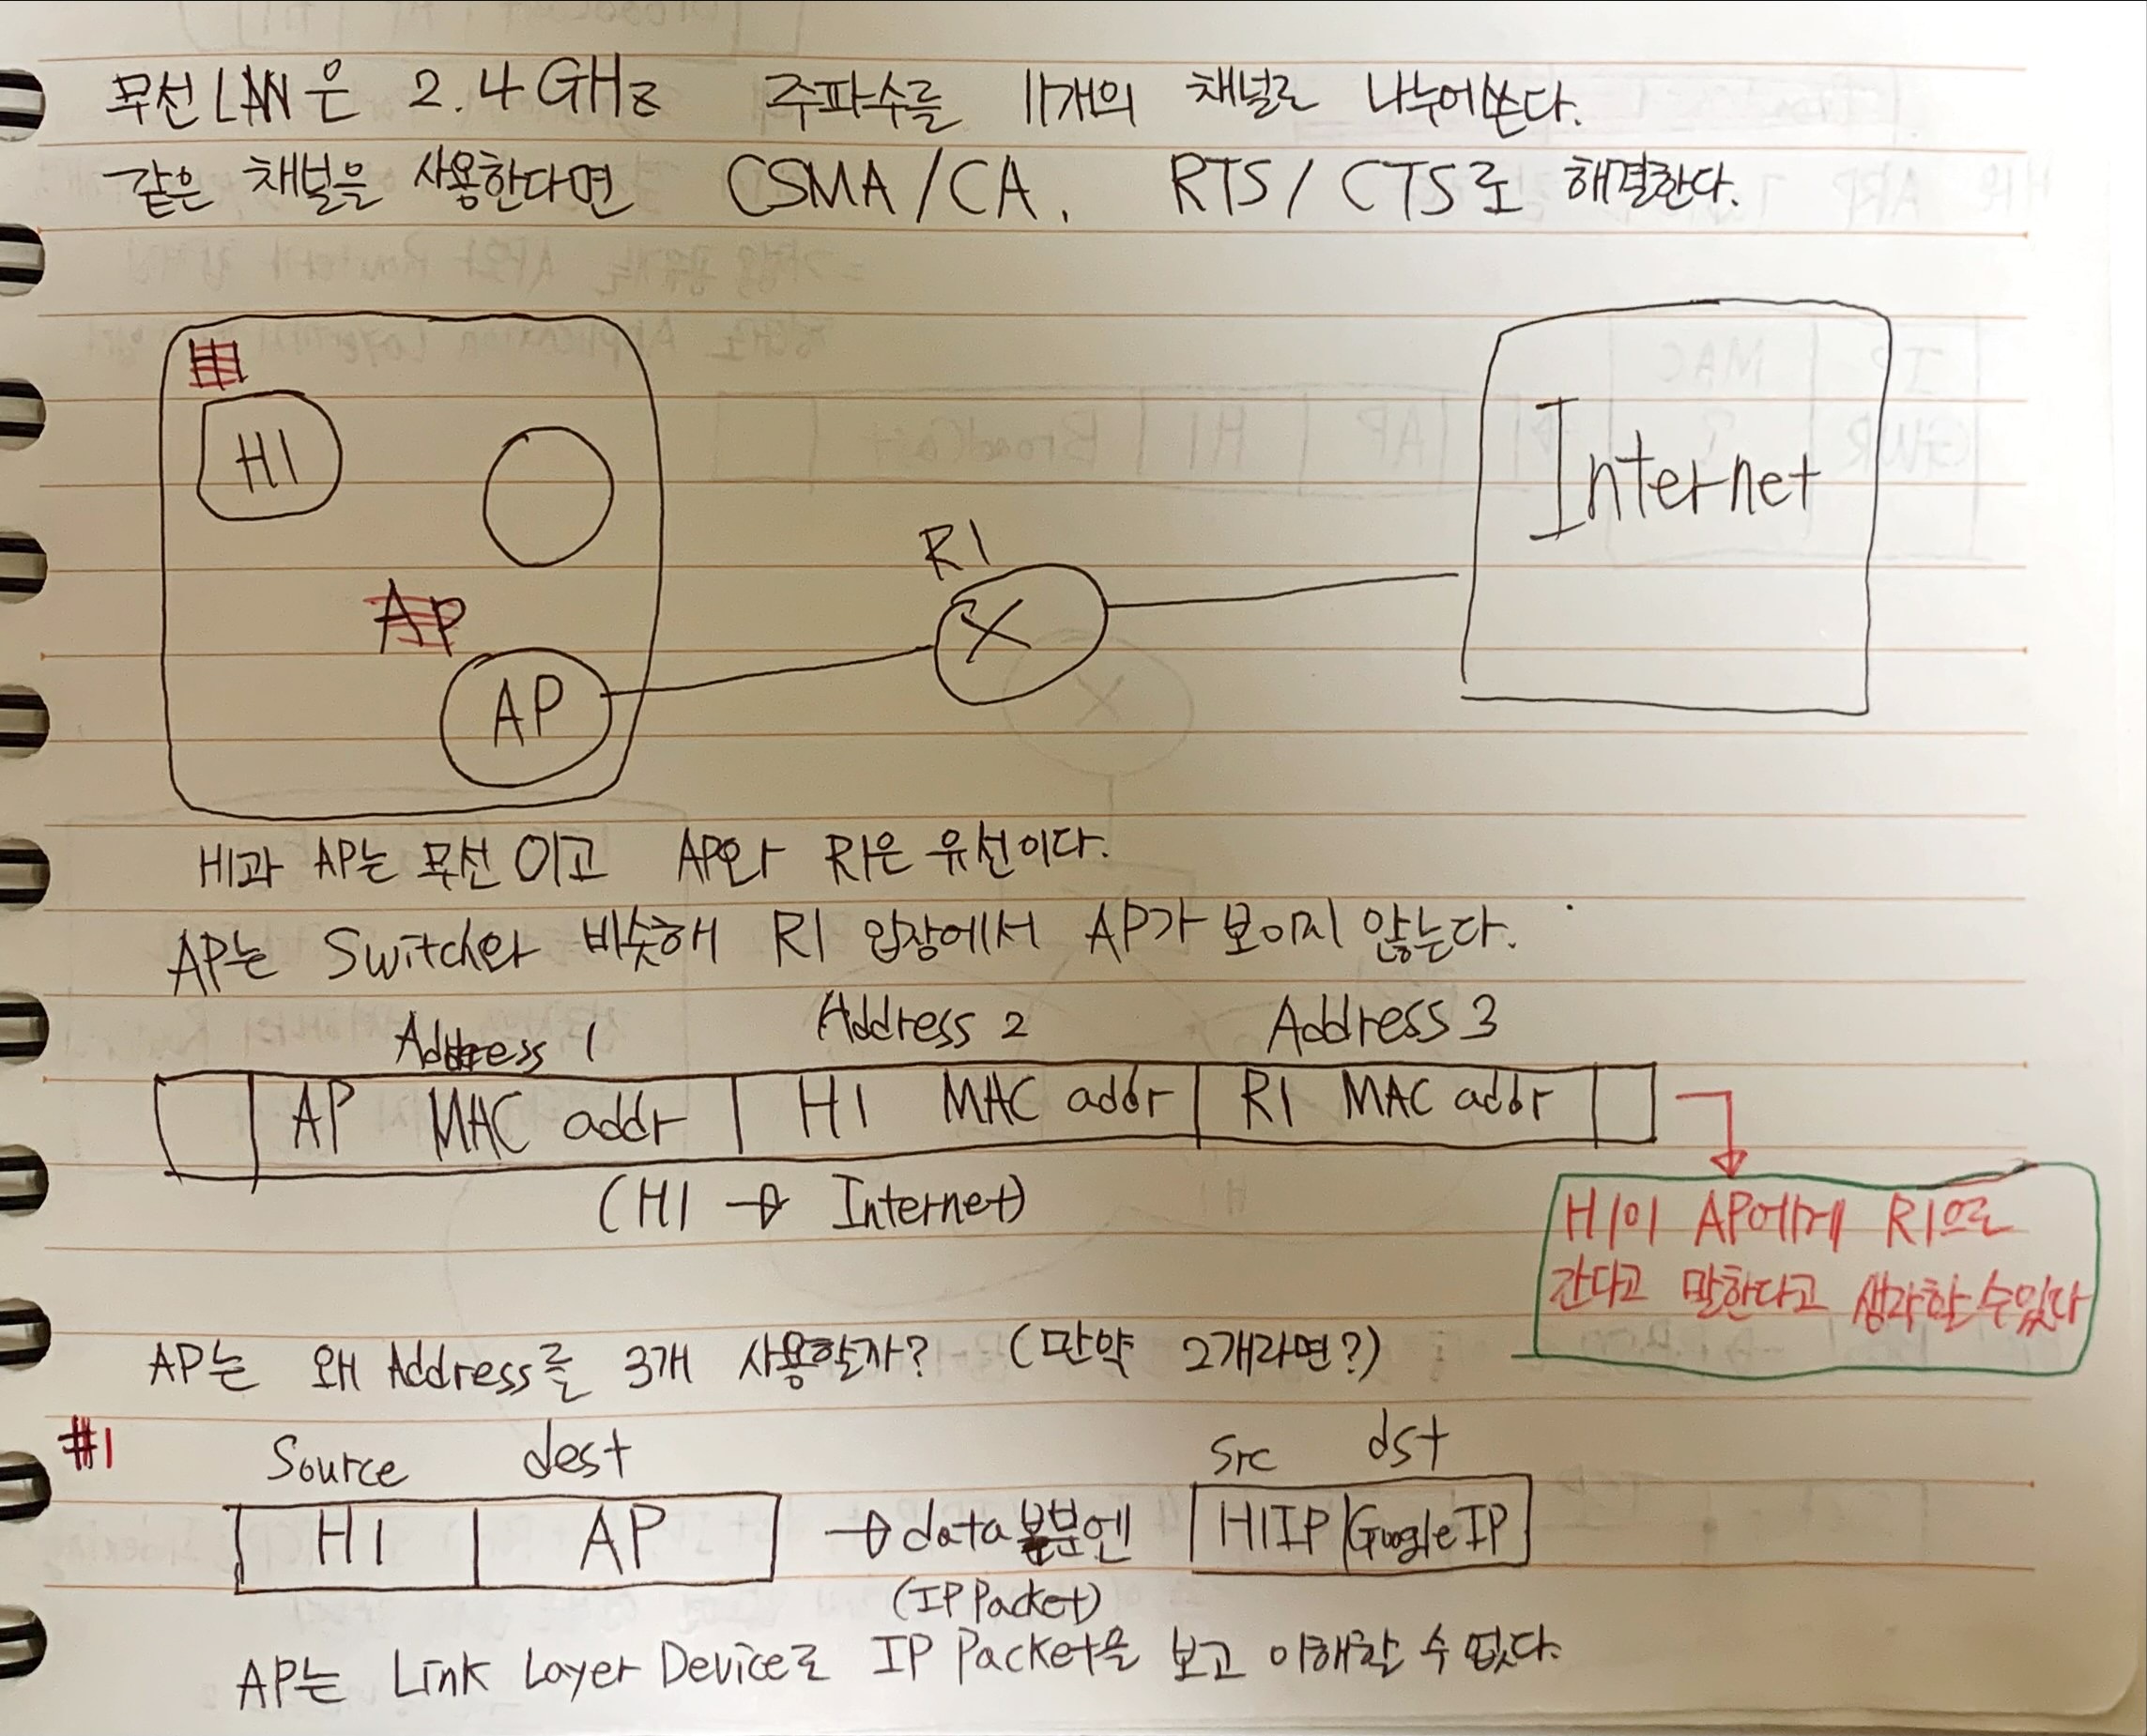 무선 LAN은 2.4GHz 주파수를 11개의 채널로 나누어쓴다.
같은 채널을 사용한다면 CSMA/CA, RTS/CTS로 해결한다.
H1
AP
AP
R1
X
Internet
H1과 AP는 무선이고 AP와 R1은 유선이다.
AP는 Switch와 비슷해 R1 입장에서 AP가 보이지 않는다.
Address 1 Address 2 Address 3
AP MAC addr | H1 MAC addr | R1 MAC addr
(H1 → Internet)
H1이 AP에게 R1으로
간다고 말한다고 생각할 수있다
AP는 왜 Address를 3개 사용할까? (만약 2개라면?)
#1 Source dest src dst
H1 | AP → data 부분엔 H1IP | Google IP
(IP Packet)
AP는 Link Layer Device로 IP Packet을 보고 이해할 수 없다.